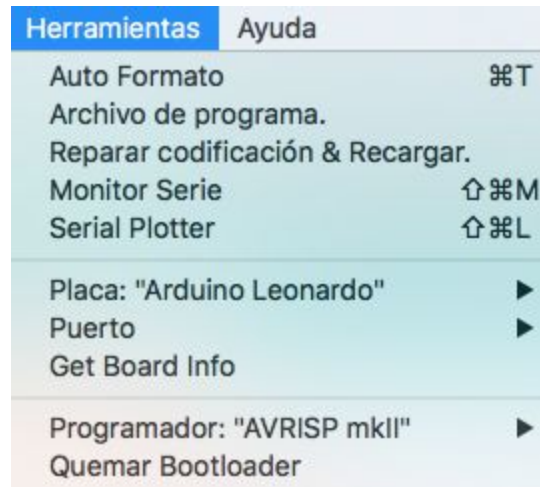 Herramientas Ayuda
Auto Formato ⌘T
Archivo de programa.
Reparar codificación & Recargar.
Monitor Serie ⇧⌘M
Serial Plotter ⇧⌘L
Placa: "Arduino Leonardo" ▶
Puerto ▶
Get Board Info
Programador: "AVRISP mkII" ▶
Quemar Bootloader